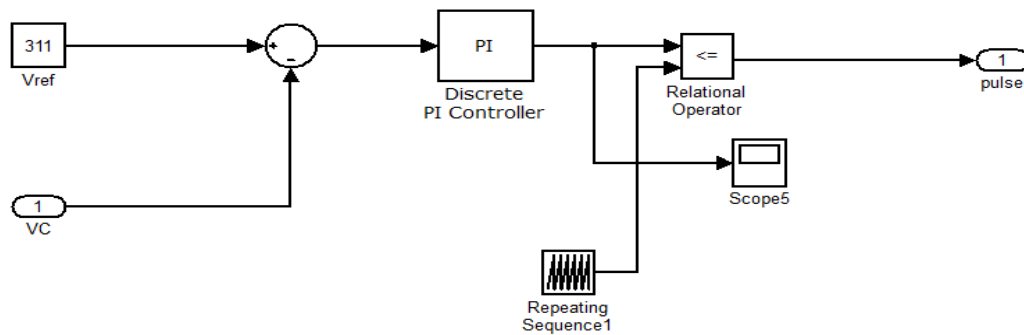 311
Vref
+
-
PI
Discrete
PI Controller
<=
Relational
Operator
1
pulse
Scope5
1
VC
Repeating
Sequence1